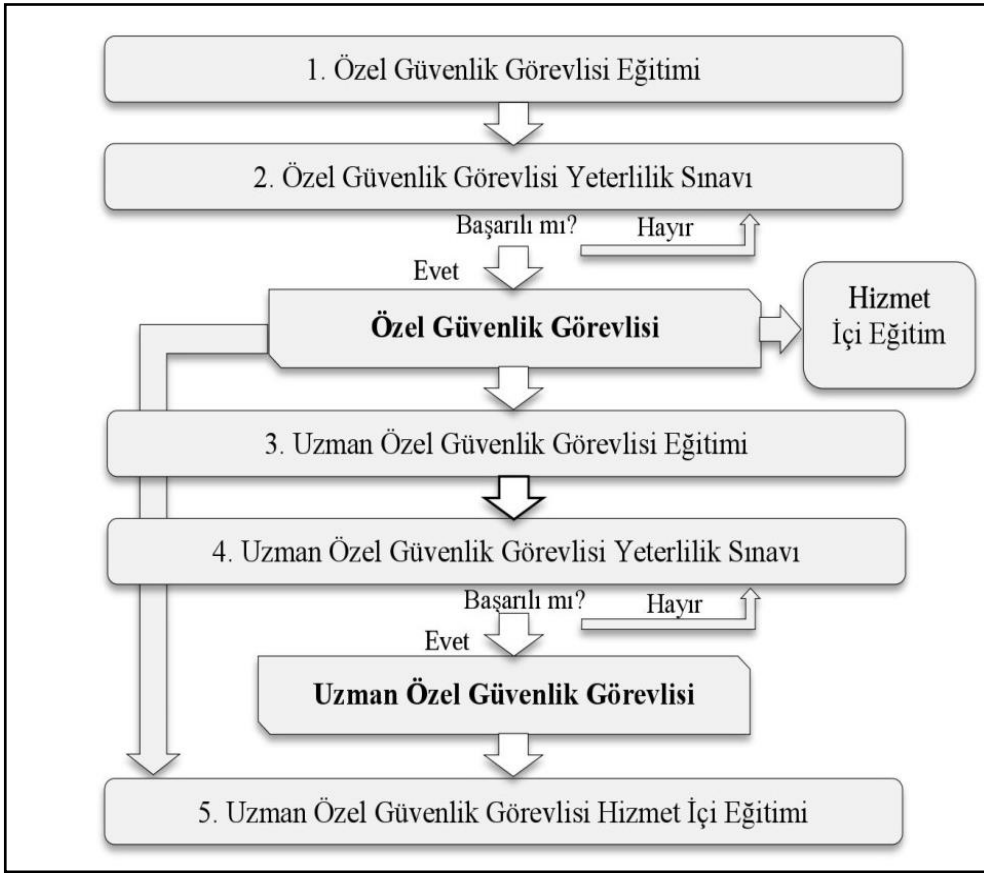 1. Özel Güvenlik Görevlisi Eğitimi
2. Özel Güvenlik Görevlisi Yeterlilik Sınavı
Başarılı mı?
Hayır
Evet
Özel Güvenlik Görevlisi
Hizmet
İçi Eğitim
3. Uzman Özel Güvenlik Görevlisi Eğitimi
4. Uzman Özel Güvenlik Görevlisi Yeterlilik Sınavı
Başarılı mı?
Hayır
Evet
Uzman Özel Güvenlik Görevlisi
5. Uzman Özel Güvenlik Görevlisi Hizmet İçi Eğitimi